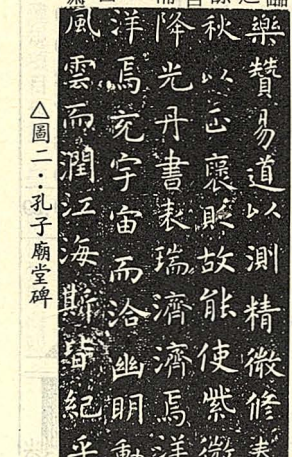 樂贊易道以測精微修春
秋以正褒貶故能使紫微
降光丹書表瑞濟濟焉洋
洋焉充宇宙而洽幽明動
風雲而潤江海斯皆紀乎
△圖二：孔子廟堂碑